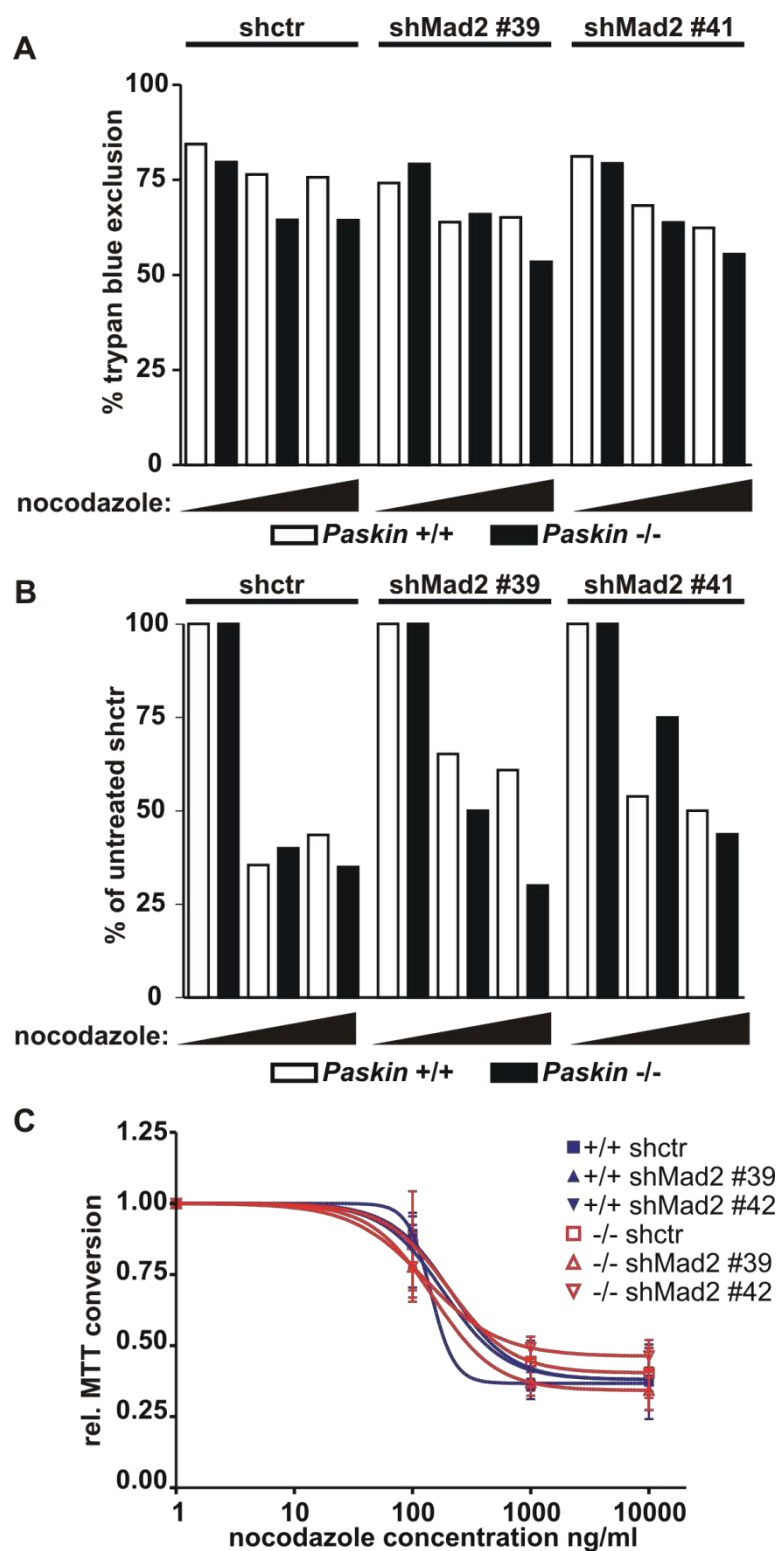 A
shctr shMad2 #39 shMad2 #41
% trypan blue exclusion
100
75
50
25
0
nocodazole:
Paskin +/+ Paskin -/-
B
shctr shMad2 #39 shMad2 #41
% of untreated shctr
100
75
50
25
0
nocodazole:
Paskin +/+ Paskin -/-
C
rel. MTT conversion
1.25
1.00
0.75
0.50
0.25
0.00
+/+ shctr
+/+ shMad2 #39
+/+ shMad2 #42
-/- shctr
-/- shMad2 #39
-/- shMad2 #42
1 10 100 1000 10000
nocodazole concentration ng/ml